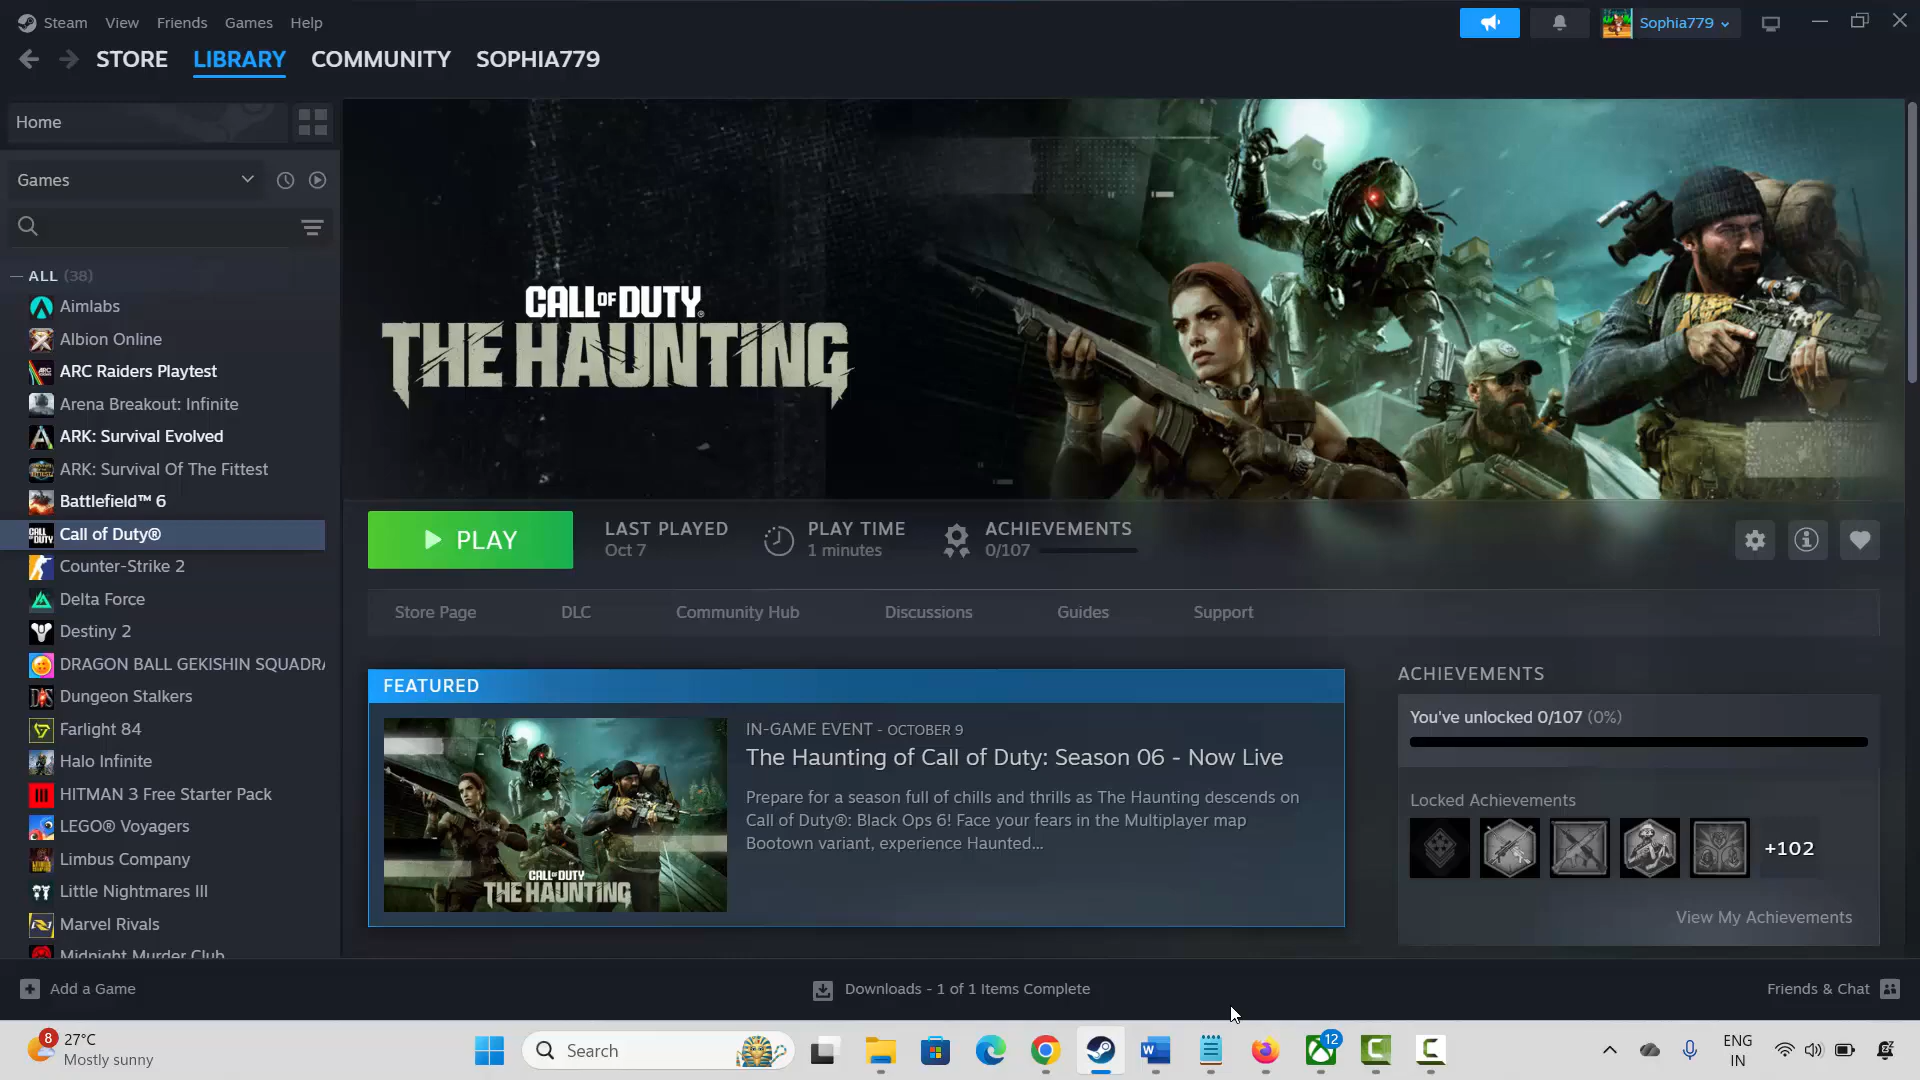 Steam View Friends Games Help
Sophia779
STORE LIBRARY COMMUNITY SOPHIA779
Home
Games
ALL (38)
Aimlabs
Albion Online
ARC Raiders Playtest
Arena Breakout: Infinite
ARK: Survival Evolved
ARK: Survival Of The Fittest
Battlefield™ 6
Call of Duty®
Counter-Strike 2
Delta Force
Destiny 2
DRAGON BALL GEKISHIN SQUADRA
Dungeon Stalkers
Farlight 84
Halo Infinite
HITMAN 3 Free Starter Pack
LEGO® Voyagers
Limbus Company
Little Nightmares III
Marvel Rivals
Midnight Murder Club
CALL OF DUTY®
THE HAUNTING
PLAY
LAST PLAYED
Oct 7
PLAY TIME
1 minutes
ACHIEVEMENTS
0/107
Store Page DLC Community Hub Discussions Guides Support
FEATURED
CALL OF DUTY
THE HAUNTING
IN-GAME EVENT - OCTOBER 9
The Haunting of Call of Duty: Season 06 - Now Live
Prepare for a season full of chills and thrills as The Haunting descends on
Call of Duty®: Black Ops 6! Face your fears in the Multiplayer map
Bootown variant, experience Haunted...
ACHIEVEMENTS
You've unlocked 0/107 (0%)
Locked Achievements
+102
View My Achievements
Add a Game
Downloads - 1 of 1 Items Complete
Friends & Chat
8
27°C
Mostly sunny
Search
12
ENG
IN